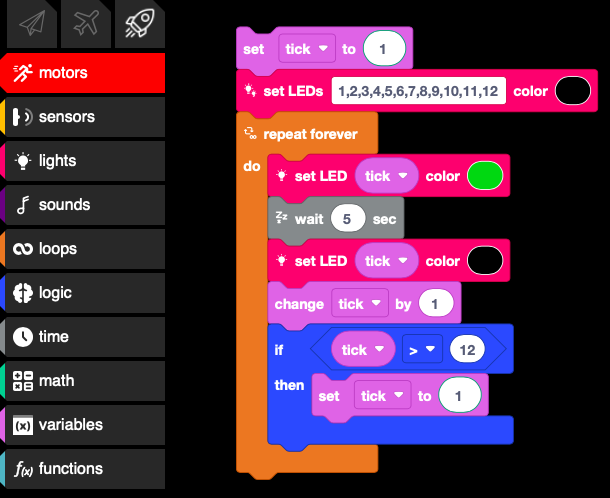 motors
sensors
lights
sounds
loops
logic
time
math
(x) variables
f(x) functions
set tick to 1
set LEDs 1,2,3,4,5,6,7,8,9,10,11,12 color
repeat forever
do
set LED tick color
zz wait 5 sec
set LED tick color
change tick by 1
if tick > 12
then set tick to 1